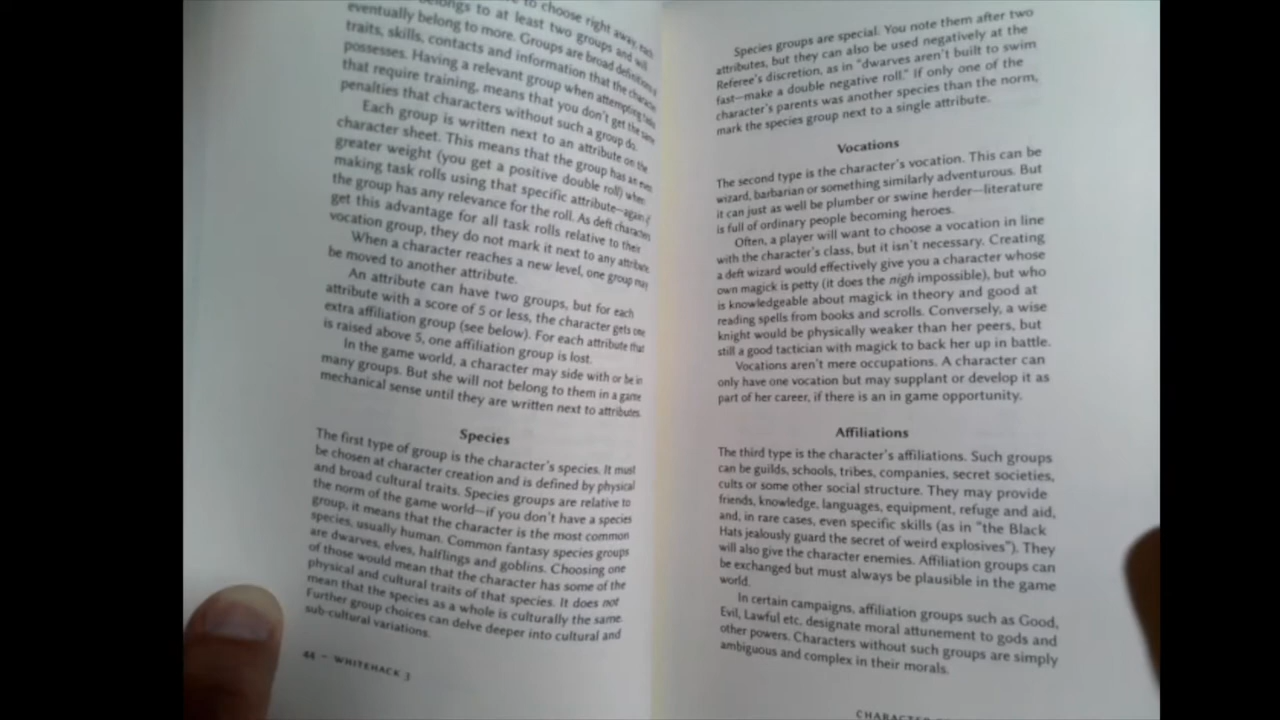 to choose right away, each
belongs to at least two groups and will
eventually belong to more. Groups are broad definitions of
traits, skills, contacts and information that the character
possesses. Having a relevant group when attempting tasks
that require training, means that you don't get the same
penalties that characters without such a group do.
Each group is written next to an attribute on the
character sheet. This means that the group has an even
greater weight (you get a positive double roll) when
making task rolls using that specific attribute—again if
the group has any relevance for the roll. As deft characters
get this advantage for all task rolls relative to their
vocation group, they do not mark it next to any attribute.
When a character reaches a new level, one group may
be moved to another attribute.
An attribute can have two groups, but for each
attribute with a score of 5 or less, the character gets one
extra affiliation group (see below). For each attribute that
is raised above 5, one affiliation group is lost.
In the game world, a character may side with or be in
many groups. But she will not belong to them in a game
mechanical sense until they are written next to attributes.
Species
The first type of group is the character's species. It must
be chosen at character creation and is defined by physical
and broad cultural traits. Species groups are relative to
the norm of the game world—if you don't have a species
group, it means that the character is the most common
species, usually human. Common fantasy species groups
are dwarves, elves, halflings and goblins. Choosing one
of those would mean that the character has some of the
physical and cultural traits of that species. It does not
mean that the species as a whole is culturally the same.
Further group choices can delve deeper into cultural and
sub-cultural variations.
44 – WHITEHACK 3
Species groups are special. You note them after two
attributes, but they can also be used negatively at the
Referee's discretion, as in "dwarves aren't built to swim
fast—make a double negative roll." If only one of the
character's parents was another species than the norm,
mark the species group next to a single attribute.
Vocations
The second type is the character's vocation. This can be
wizard, barbarian or something similarly adventurous. But
it can just as well be plumber or swine herder—literature
is full of ordinary people becoming heroes.
Often, a player will want to choose a vocation in line
with the character's class, but it isn't necessary. Creating
a deft wizard would effectively give you a character whose
own magick is petty (it does the nigh impossible), but who
is knowledgeable about magick in theory and good at
reading spells from books and scrolls. Conversely, a wise
knight would be physically weaker than her peers, but
still a good tactician with magick to back her up in battle.
Vocations aren't mere occupations. A character can
only have one vocation but may supplant or develop it as
part of her career, if there is an in game opportunity.
Affiliations
The third type is the character's affiliations. Such groups
can be guilds, schools, tribes, companies, secret societies,
cults or some other social structure. They may provide
friends, knowledge, languages, equipment, refuge and aid,
and, in rare cases, even specific skills (as in "the Black
Hats jealously guard the secret of weird explosives"). They
will also give the character enemies. Affiliation groups can
be exchanged but must always be plausible in the game
world.
In certain campaigns, affiliation groups such as Good,
Evil, Lawful etc, designate moral attunement to gods and
other powers. Characters without such groups are simply
ambiguous and complex in their morals.